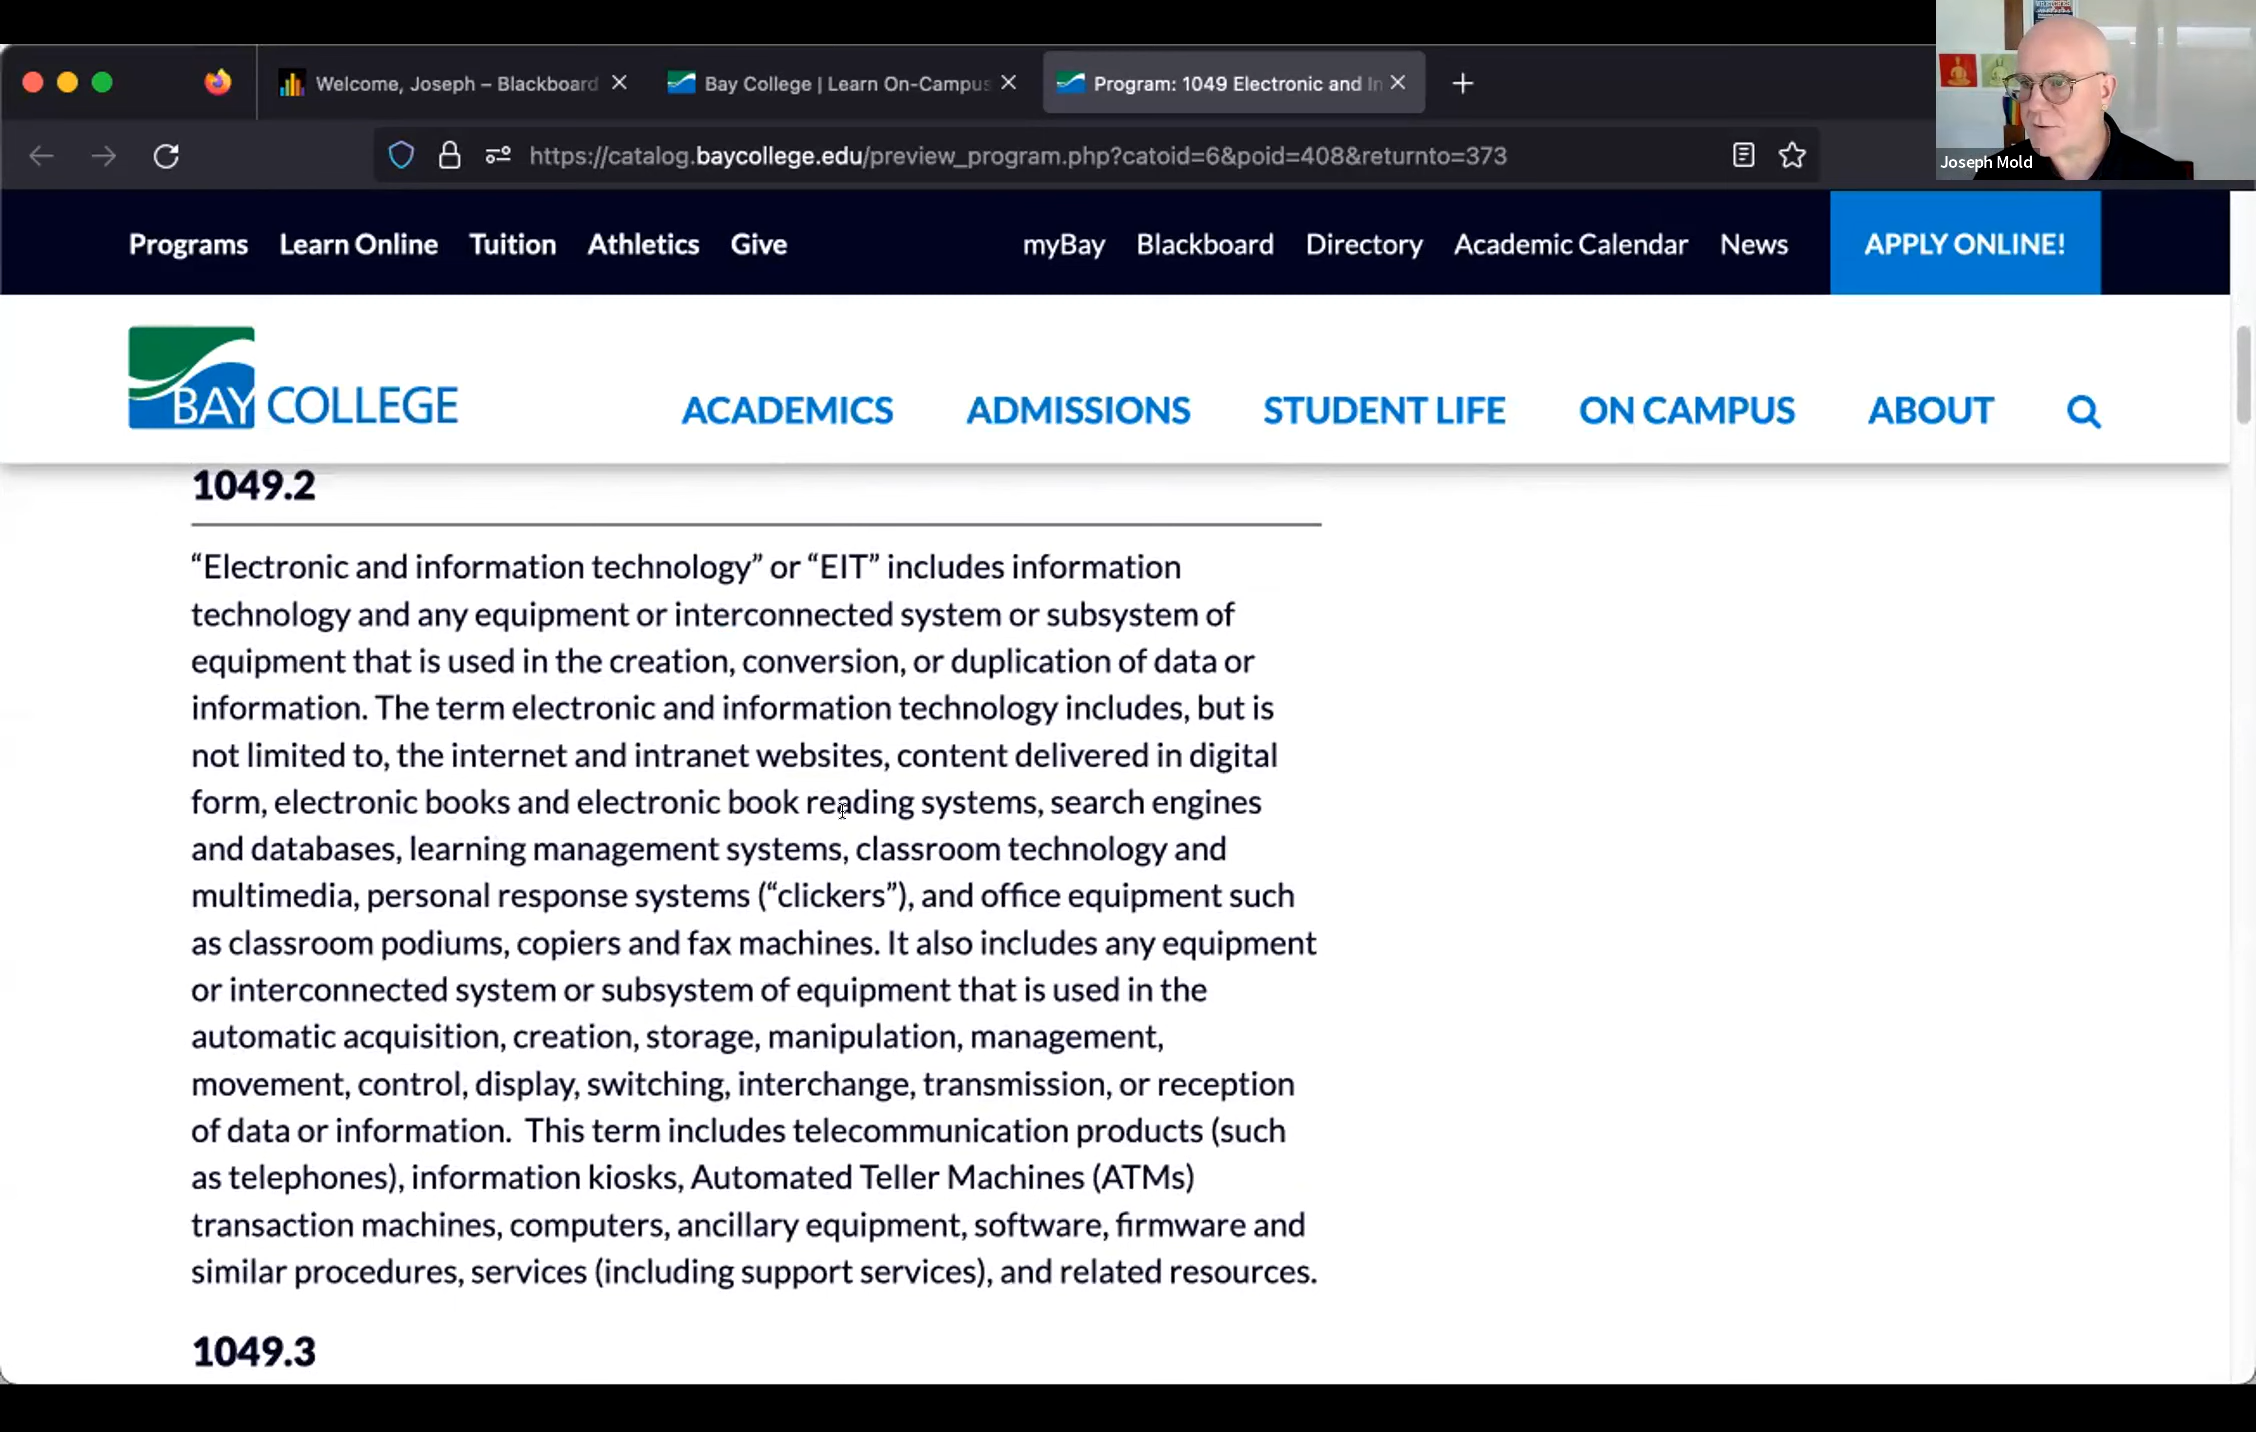 Welcome, Joseph – Blackboard
Bay College | Learn On-Campus
Program: 1049 Electronic and In
https://catalog.baycollege.edu/preview_program.php?catoid=6&poid=408&returnto=373
Joseph Mold
Programs Learn Online Tuition Athletics Give myBay Blackboard Directory Academic Calendar News APPLY ONLINE!
BAY COLLEGE
ACADEMICS ADMISSIONS STUDENT LIFE ON CAMPUS ABOUT
1049.2
“Electronic and information technology” or “EIT” includes information
technology and any equipment or interconnected system or subsystem of
equipment that is used in the creation, conversion, or duplication of data or
information. The term electronic and information technology includes, but is
not limited to, the internet and intranet websites, content delivered in digital
form, electronic books and electronic book reading systems, search engines
and databases, learning management systems, classroom technology and
multimedia, personal response systems (“clickers”), and office equipment such
as classroom podiums, copiers and fax machines. It also includes any equipment
or interconnected system or subsystem of equipment that is used in the
automatic acquisition, creation, storage, manipulation, management,
movement, control, display, switching, interchange, transmission, or reception
of data or information.  This term includes telecommunication products (such
as telephones), information kiosks, Automated Teller Machines (ATMs)
transaction machines, computers, ancillary equipment, software, firmware and
similar procedures, services (including support services), and related resources.
1049.3